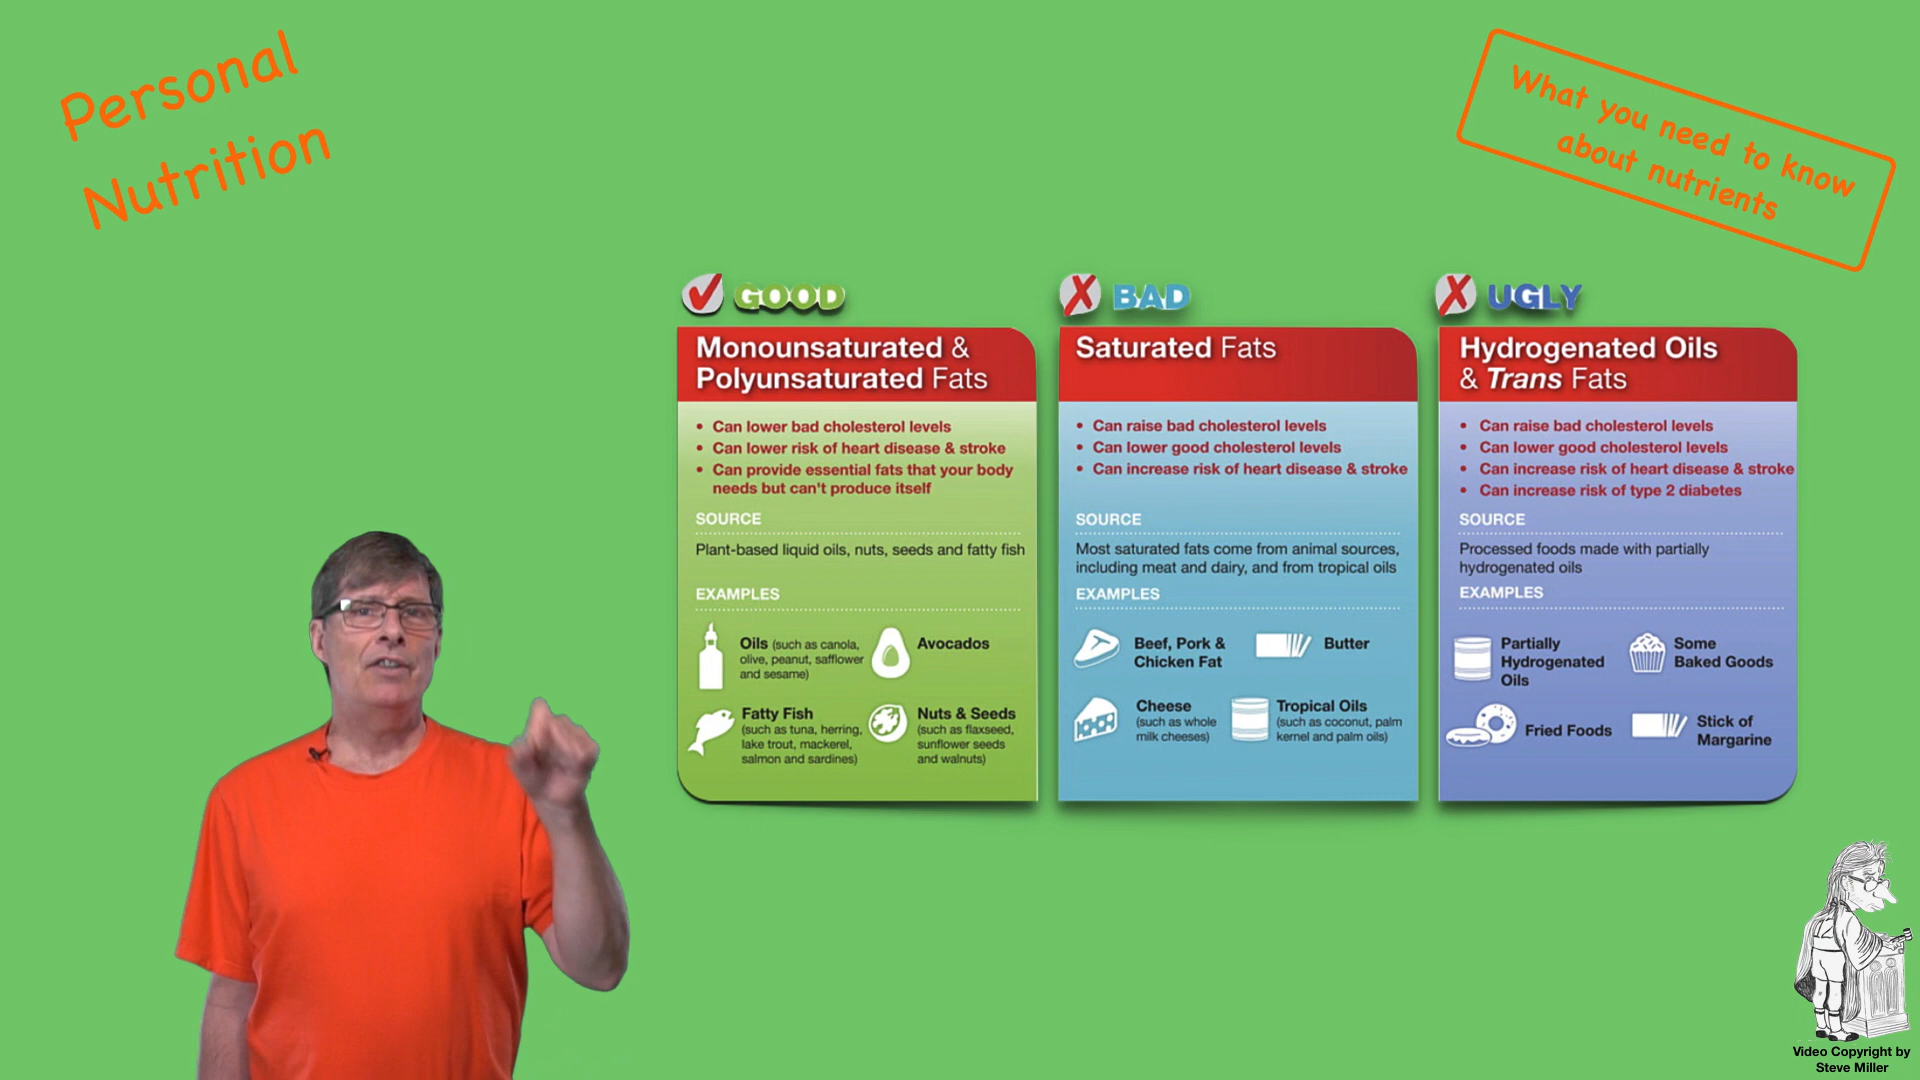 Personal
Nutrition
What you need to know
about nutrients
GOOD
Monounsaturated &
Polyunsaturated Fats
• Can lower bad cholesterol levels
• Can lower risk of heart disease & stroke
• Can provide essential fats that your body
needs but can't produce itself
SOURCE
Plant-based liquid oils, nuts, seeds and fatty fish
EXAMPLES
Oils (such as canola,
olive, peanut, safflower
and sesame)
Avocados
Fatty Fish
(such as tuna, herring,
lake trout, mackerel,
salmon and sardines)
Nuts & Seeds
(such as flaxseed,
sunflower seeds
and walnuts)
BAD
Saturated Fats
• Can raise bad cholesterol levels
• Can lower good cholesterol levels
• Can increase risk of heart disease & stroke
SOURCE
Most saturated fats come from animal sources,
including meat and dairy, and from tropical oils
EXAMPLES
Beef, Pork &
Chicken Fat
Butter
Cheese
(such as whole
milk cheeses)
Tropical Oils
(such as coconut, palm
kernel and palm oils)
UGLY
Hydrogenated Oils
& Trans Fats
• Can raise bad cholesterol levels
• Can lower good cholesterol levels
• Can increase risk of heart disease & stroke
• Can increase risk of type 2 diabetes
SOURCE
Processed foods made with partially
hydrogenated oils
EXAMPLES
Partially
Hydrogenated
Oils
Some
Baked Goods
Fried Foods
Stick of
Margarine
Video Copyright by
Steve Miller